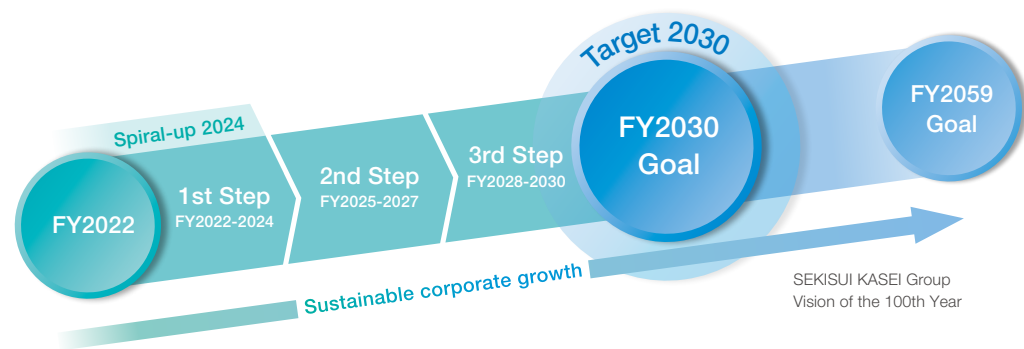 Target 2030
Spiral-up 2024
FY2022
1st Step
FY2022-2024
2nd Step
FY2025-2027
3rd Step
FY2028-2030
FY2030
Goal
FY2059
Goal
Sustainable corporate growth
SEKISUI KASEI Group
Vision of the 100th Year